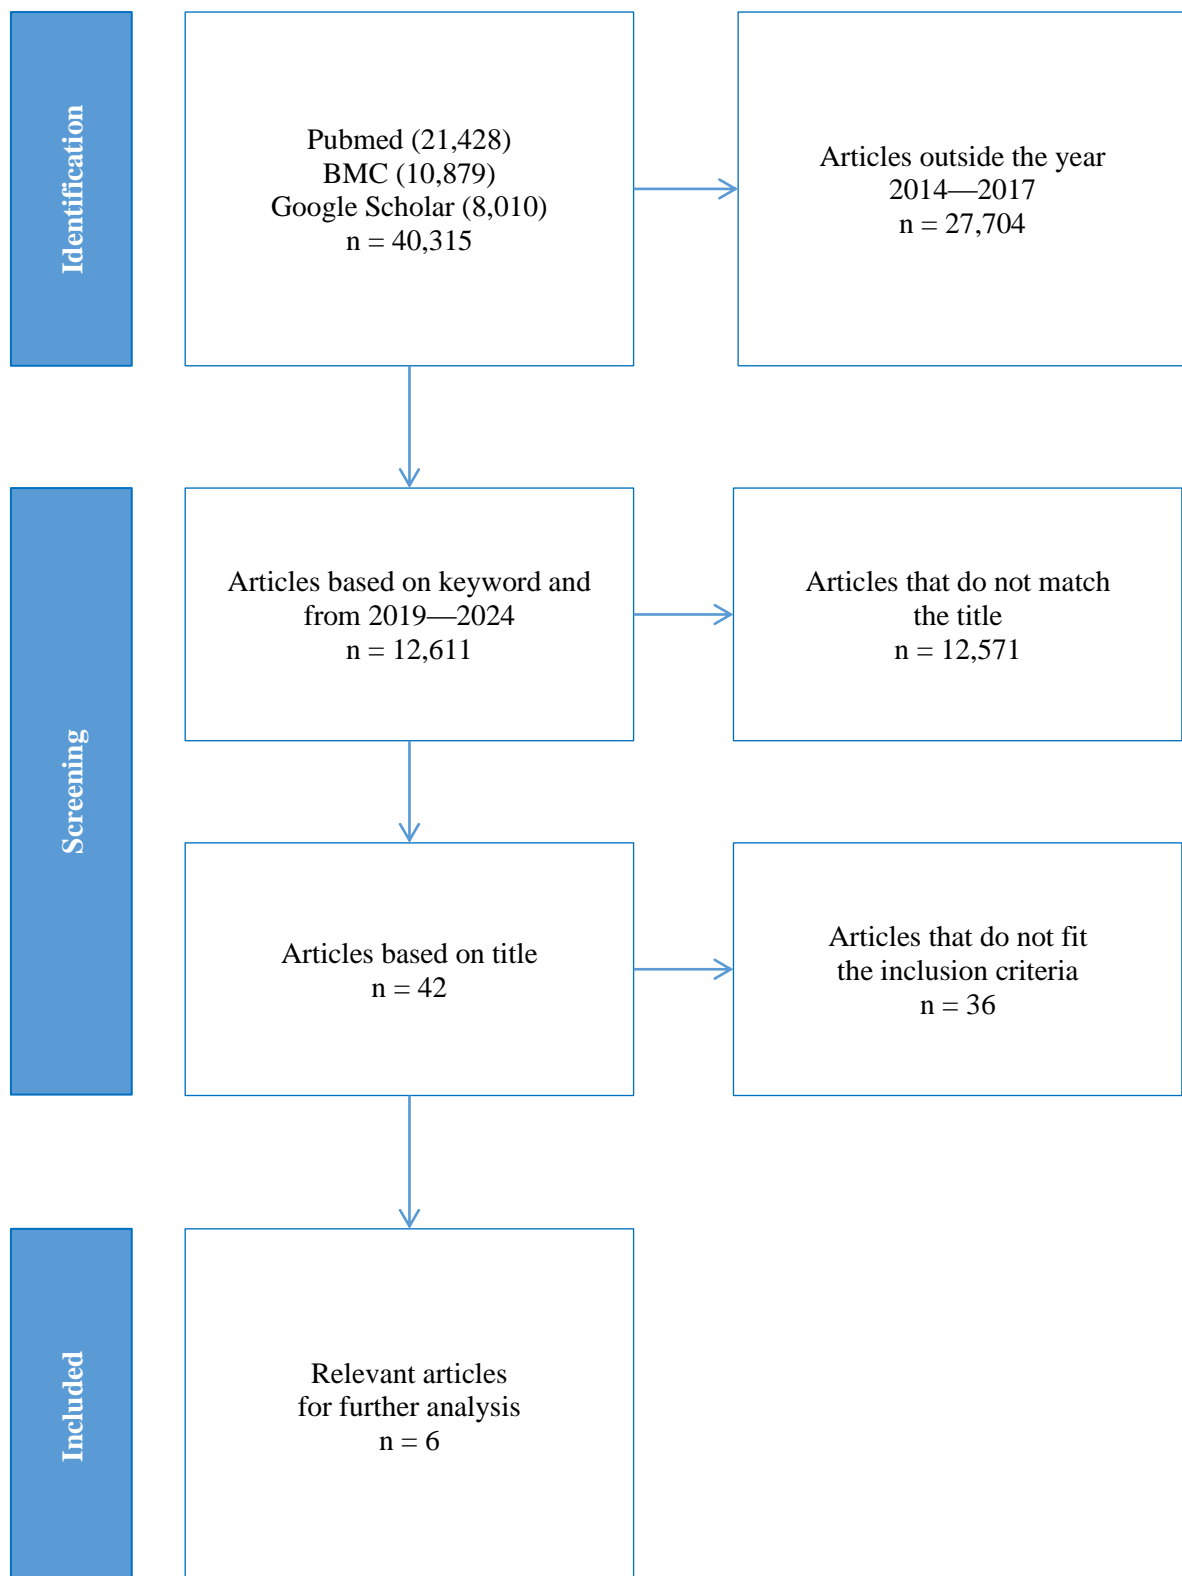 Identification
Pubmed (21,428)
BMC (10,879)
Google Scholar (8,010)
n = 40,315
Articles outside the year
2014—2017
n = 27,704
Screening
Articles based on keyword and
from 2019—2024
n = 12,611
Articles that do not match
the title
n = 12,571
Articles based on title
n = 42
Articles that do not fit
the inclusion criteria
n = 36
Included
Relevant articles
for further analysis
n = 6